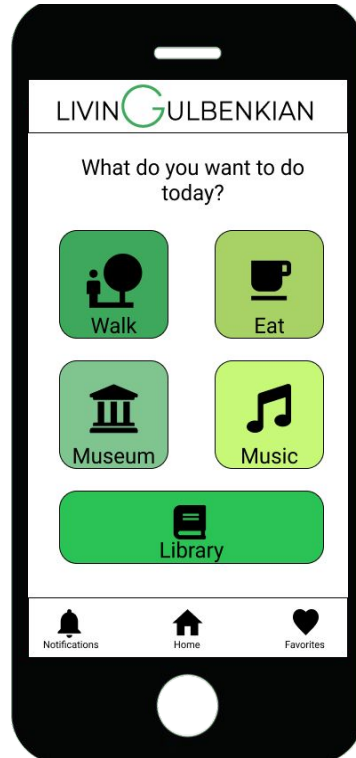 LIVINGULBENKIAN
What do you want to do
today?
Walk
Eat
Museum
Music
Library
Notifications
Home
Favorites